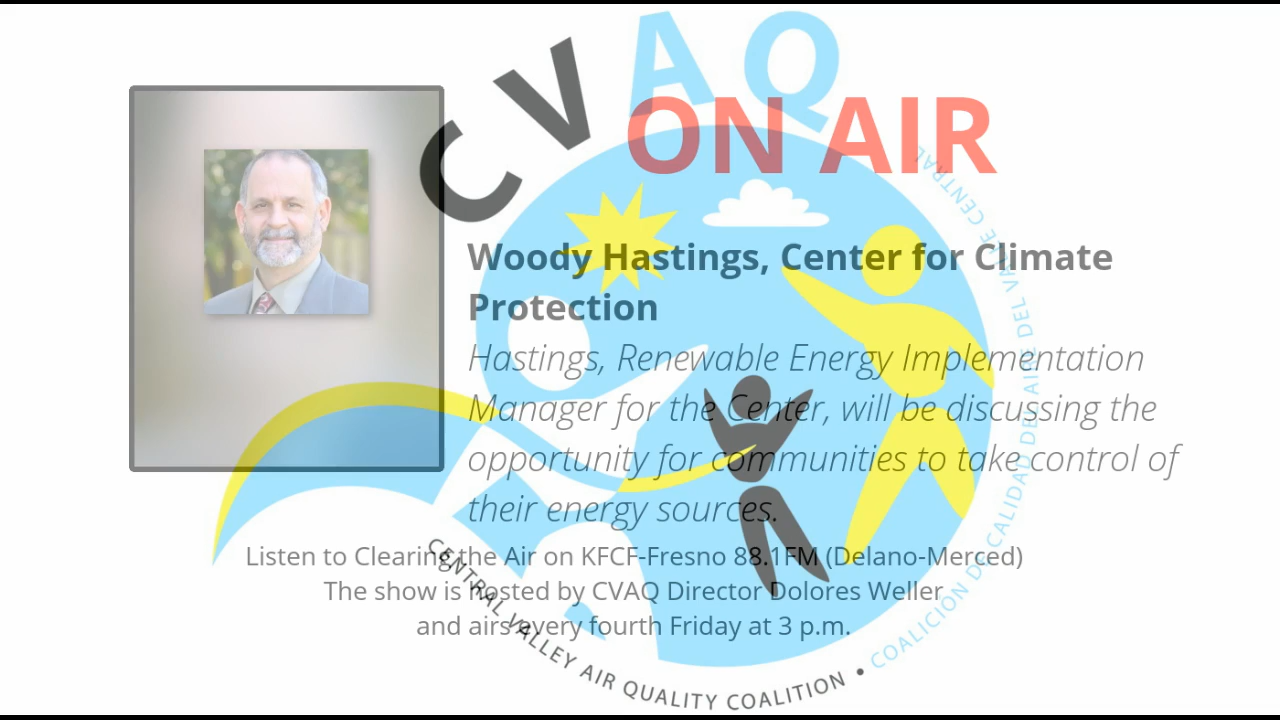 CVAQ
ON AIR
Woody Hastings, Center for Climate
Protection
Hastings, Renewable Energy Implementation
Manager for the Center, will be discussing the
opportunity for communities to take control of
their energy sources.
Listen to Clearing the Air on KFCF-Fresno 88.1FM (Delano-Merced)
The show is hosted by CVAQ Director Dolores Weller
and airs every fourth Friday at 3 p.m.
CENTRAL VALLEY AIR QUALITY COALITION •
COALICIÓN DE CALIDAD DEL AIRE DEL VALLE CENTRAL